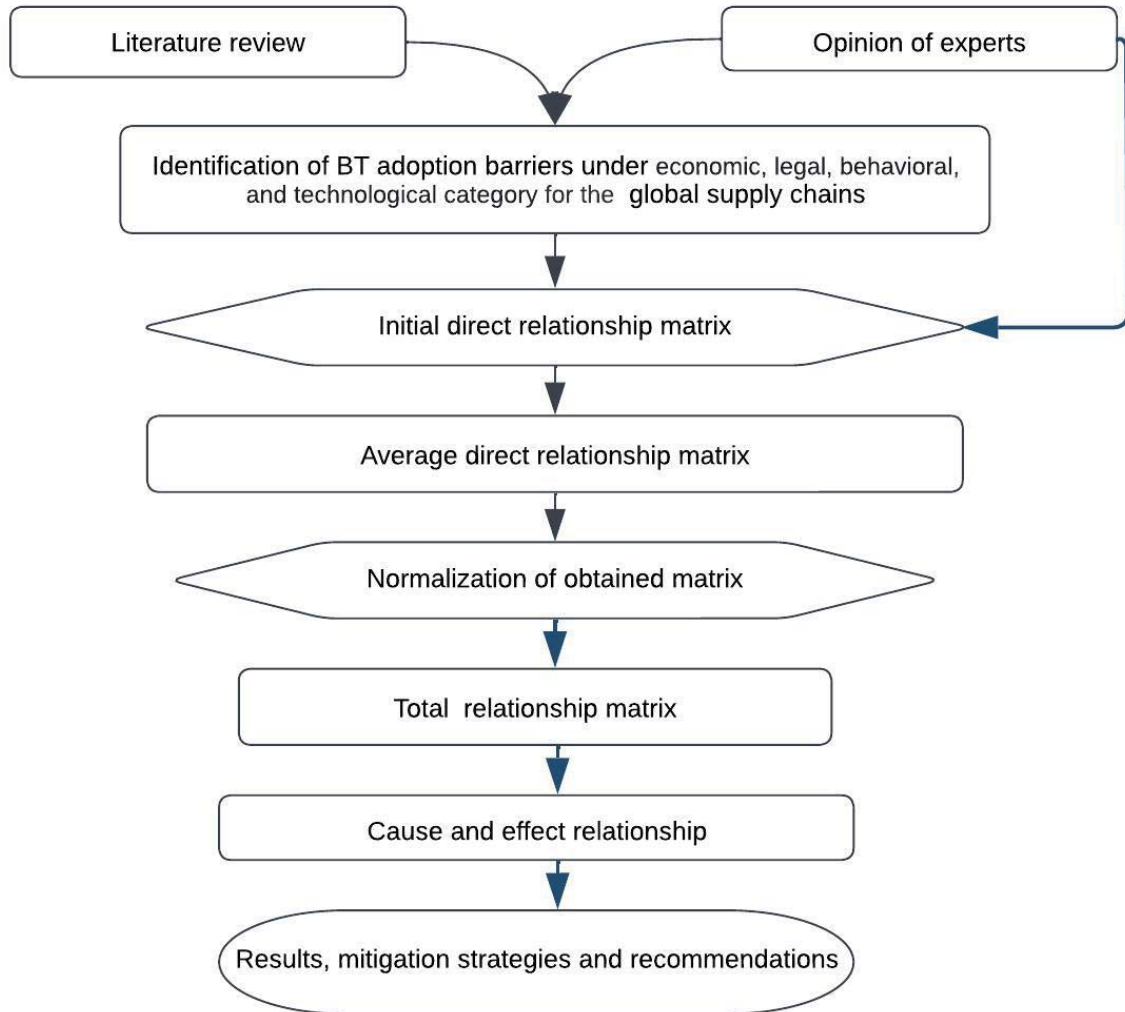 Literature review
Opinion of experts
Identification of BT adoption barriers under economic, legal, behavioral,
and technological category for the global supply chains
Initial direct relationship matrix
Average direct relationship matrix
Normalization of obtained matrix
Total relationship matrix
Cause and effect relationship
Results, mitigation strategies and recommendations